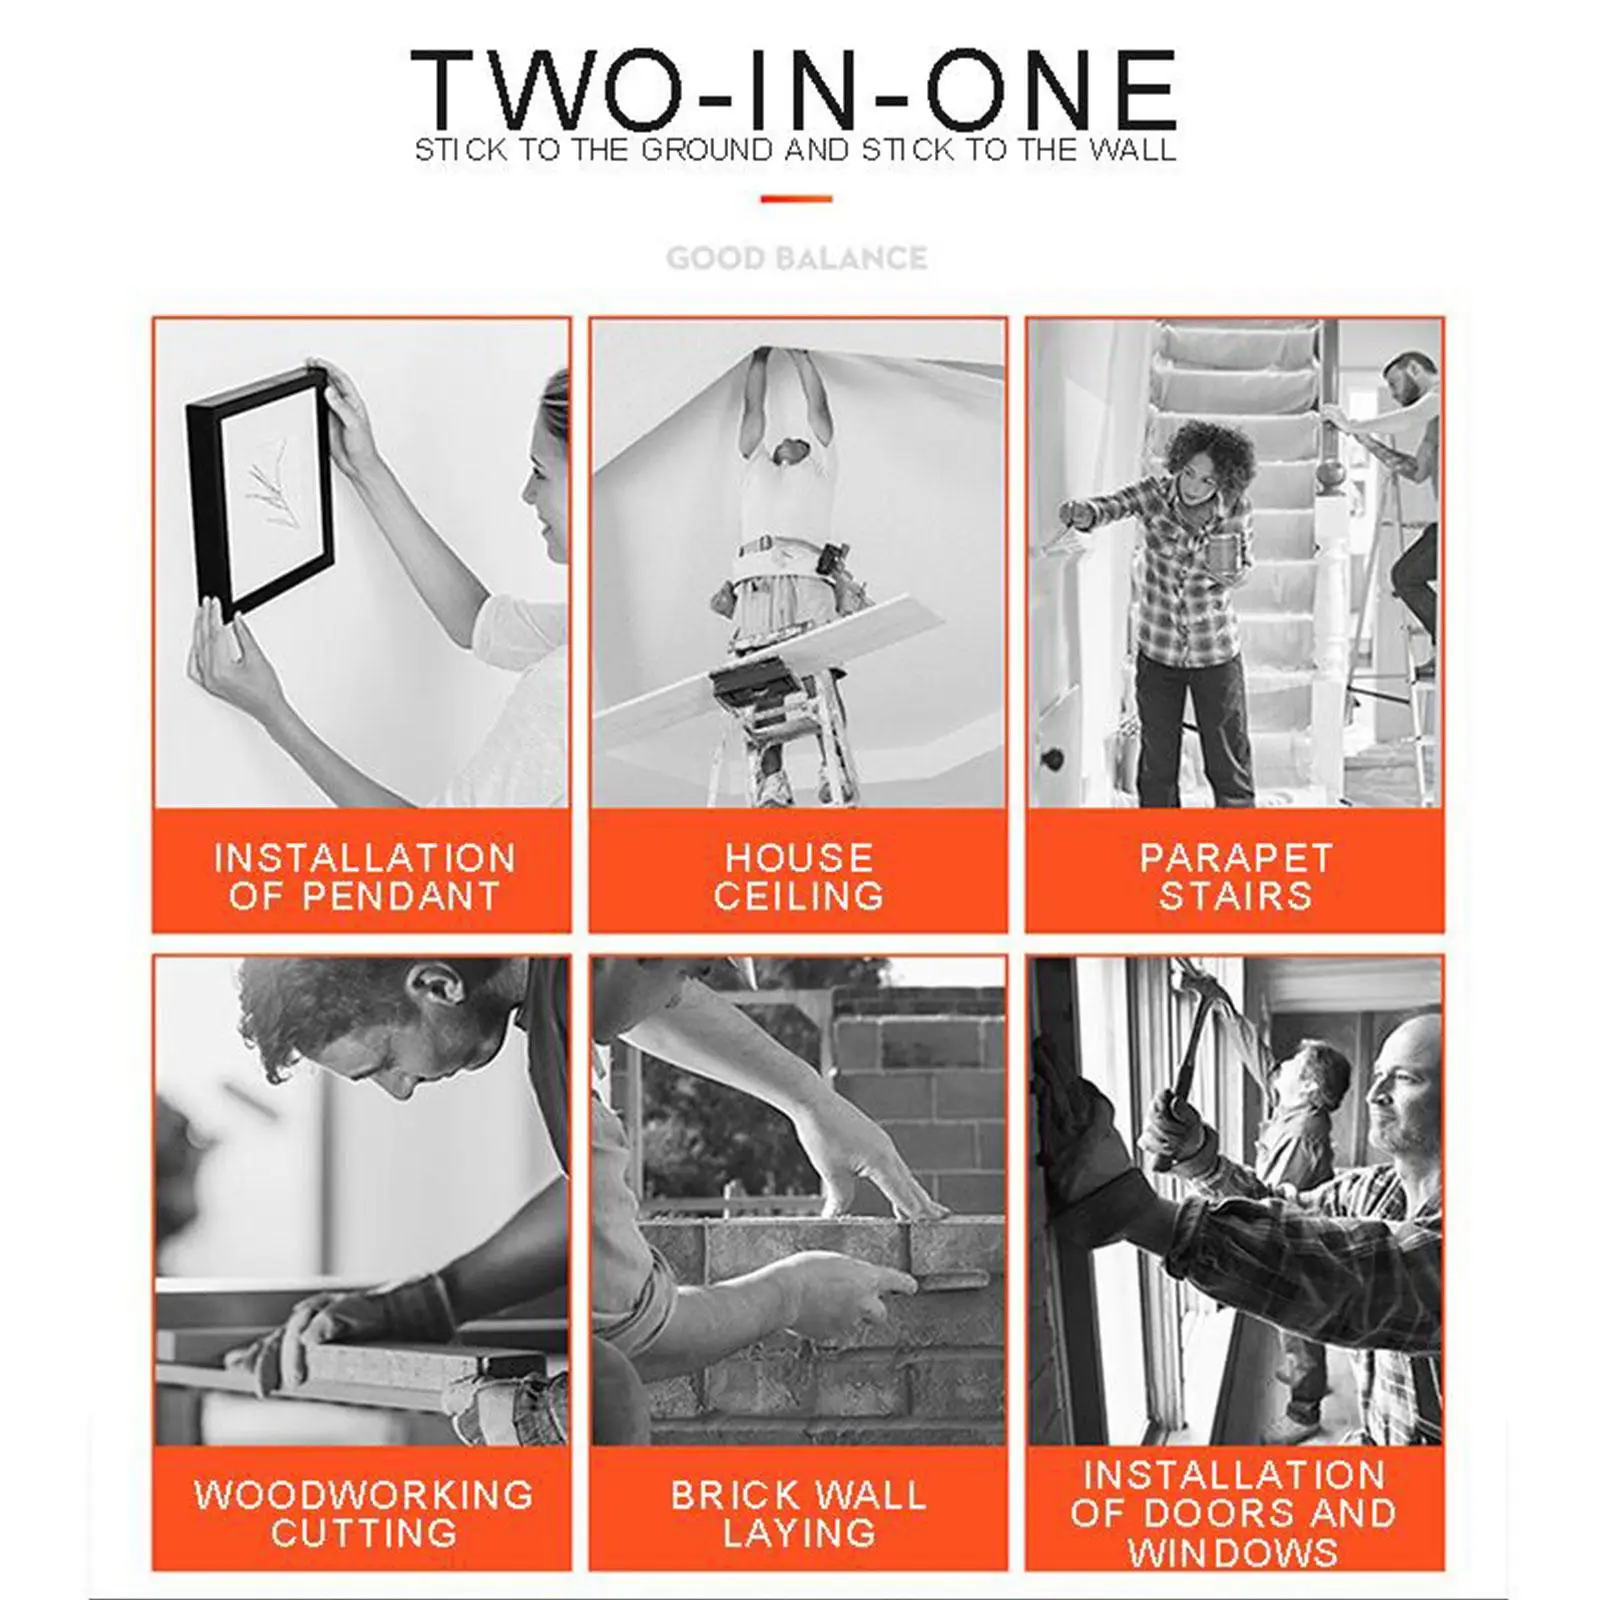 TWO-IN-ONE
STICK TO THE GROUND AND STICK TO THE WALL
GOOD BALANCE
INSTALLATION
OF PENDANT
HOUSE
CEILING
PARAPET
STAIRS
WOODWORKING
CUTTING
BRICK WALL
LAYING
INSTALLATION
OF DOORS AND
WINDOWS